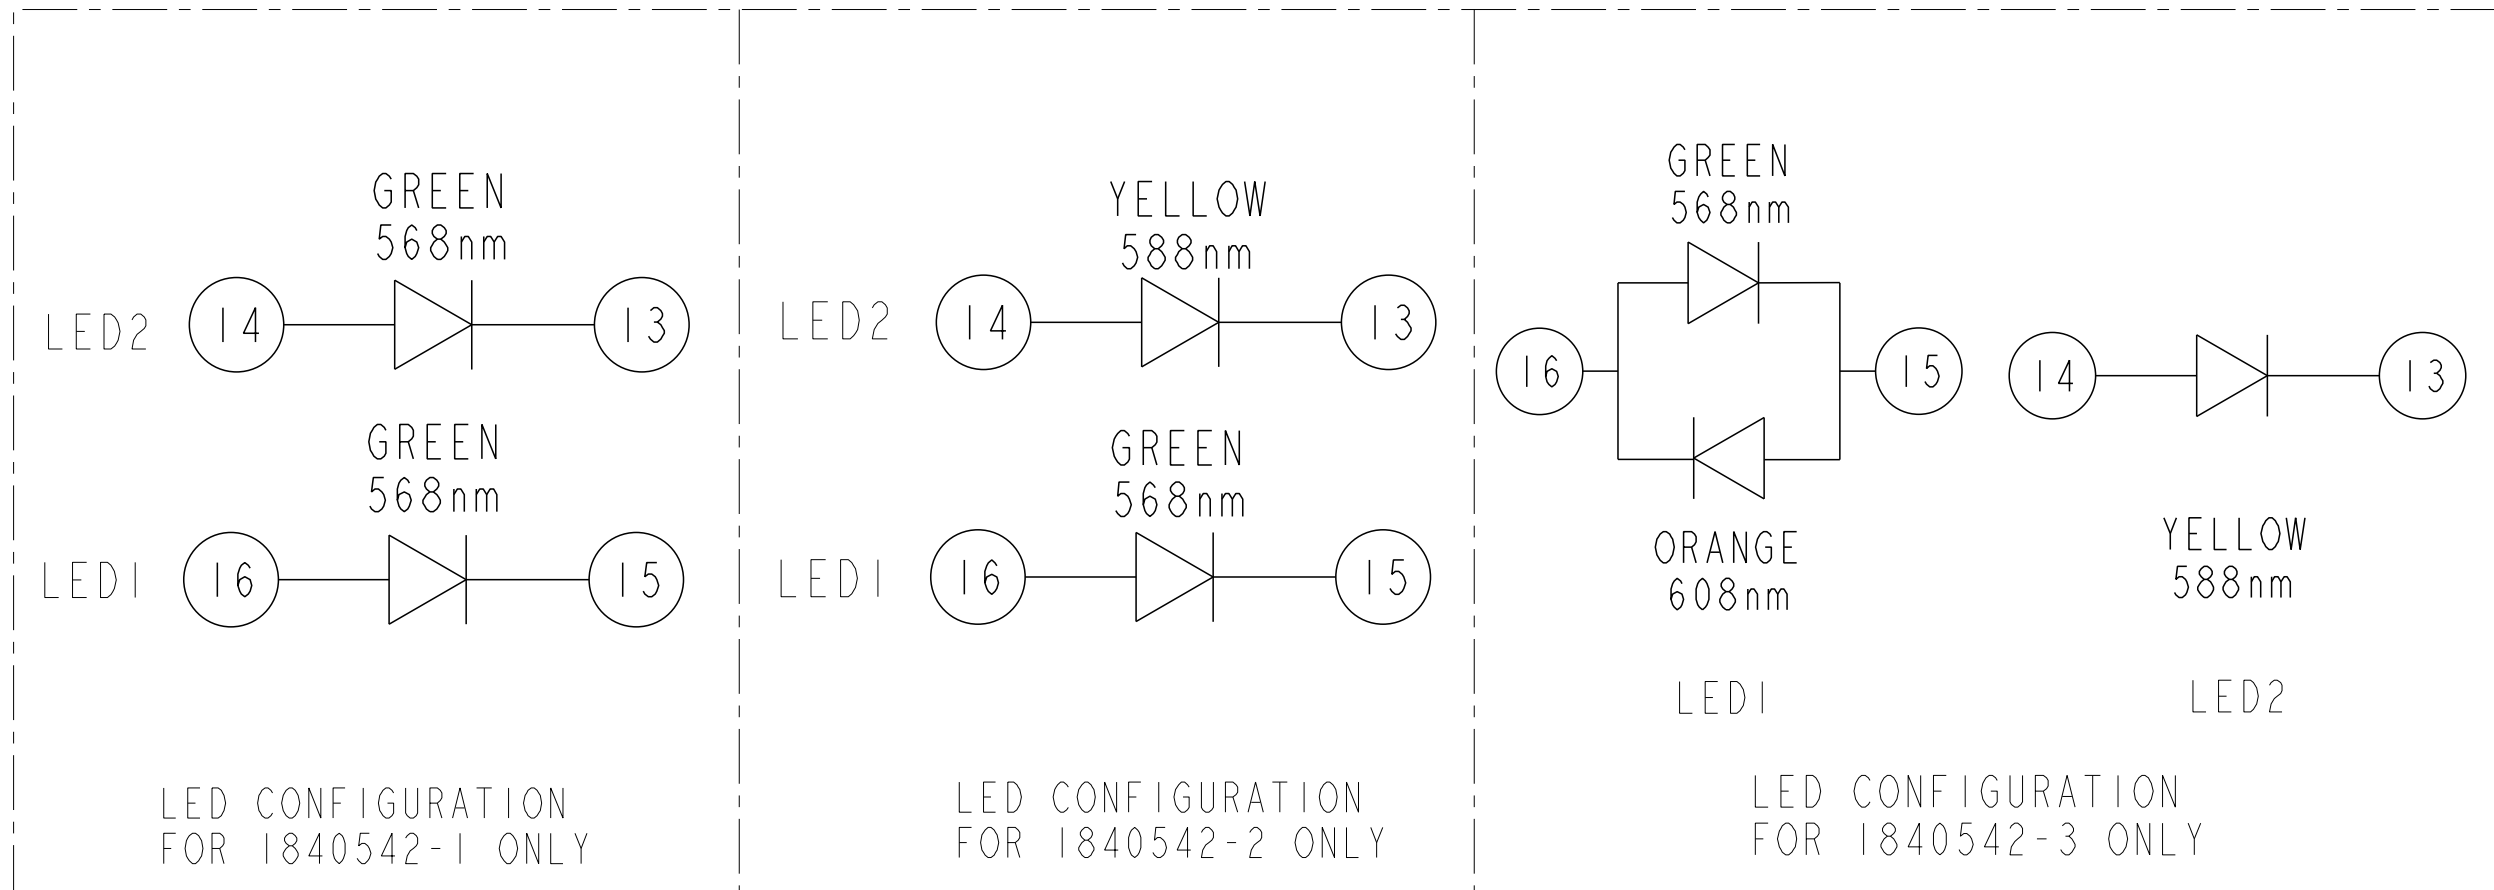 GREEN
568nm
LED2
14
13
GREEN
568nm
LED1
16
15
LED CONFIGURATION
FOR 1840542-1 ONLY
YELLOW
588nm
LED2
14
13
GREEN
568nm
LED1
16
15
LED CONFIGURATION
FOR 1840542-2 ONLY
GREEN
568nm
16
15
ORANGE
608nm
LED1
14
13
YELLOW
588nm
LED2
LED CONFIGURATION
FOR 1840542-3 ONLY